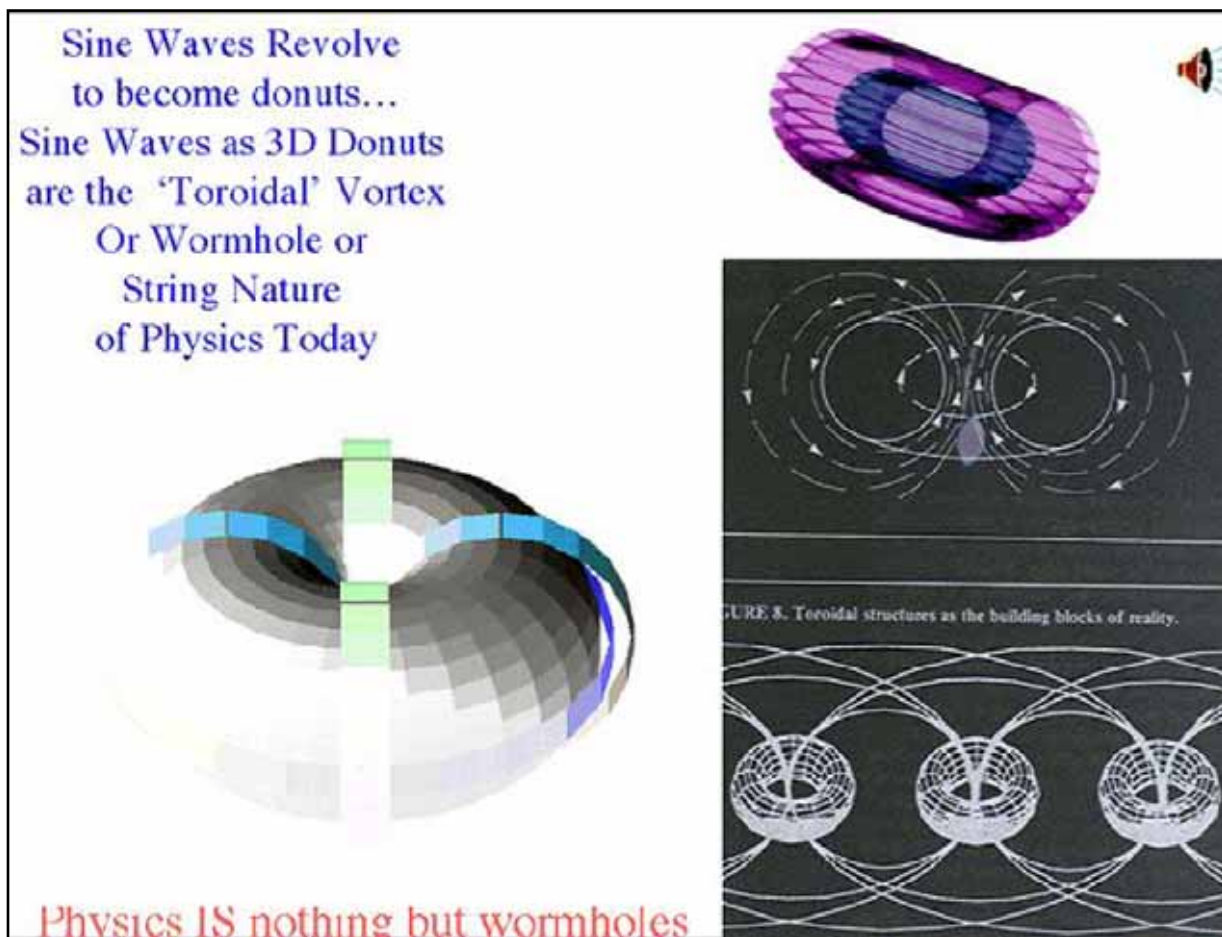 Sine Waves Revolve
to become donuts...
Sine Waves as 3D Donuts
are the 'Toroidal' Vortex
Or Wormhole or
String Nature
of Physics Today
GURE 8. Toroidal structures as the building blocks of reality.
Physics IS nothing but wormholes